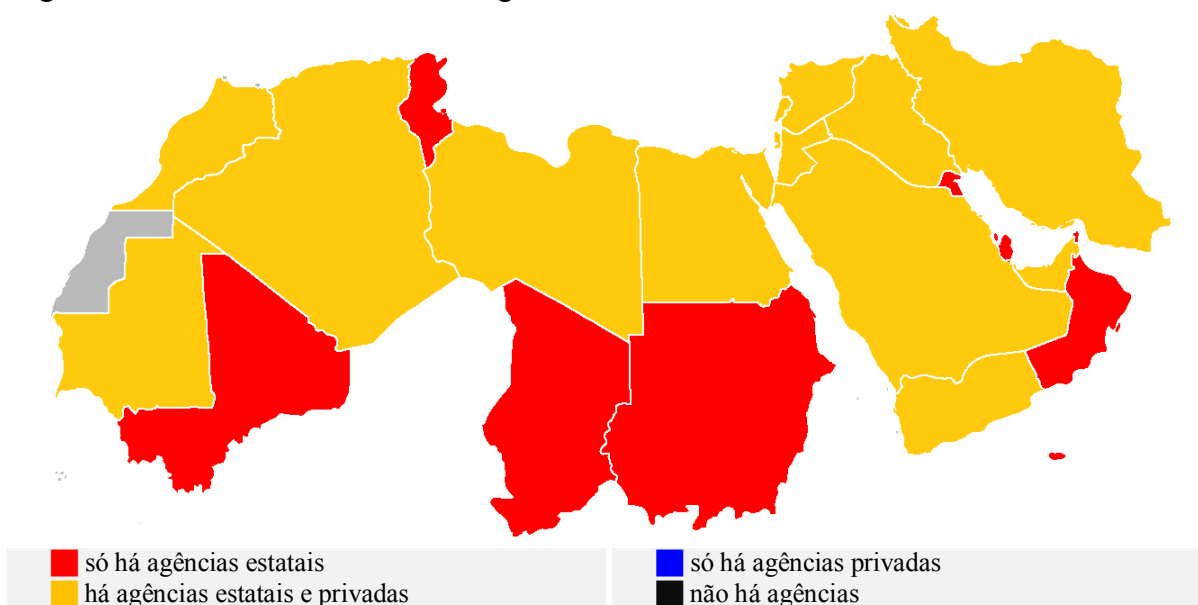 só há agências estatais
há agências estatais e privadas
só há agências privadas
não há agências